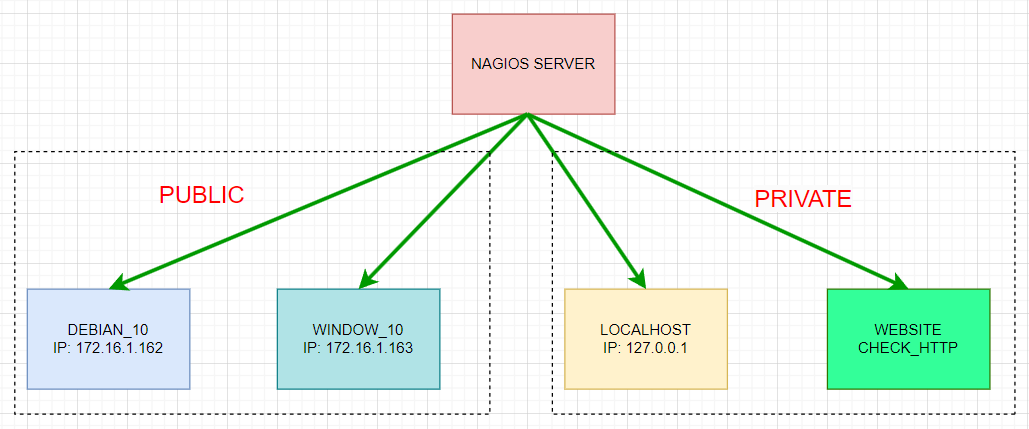 NAGIOS SERVER
PUBLIC
PRIVATE
DEBIAN_10
IP: 172.16.1.162
WINDOW_10
IP: 172.16.1.163
LOCALHOST
IP: 127.0.0.1
WEBSITE
CHECK_HTTP